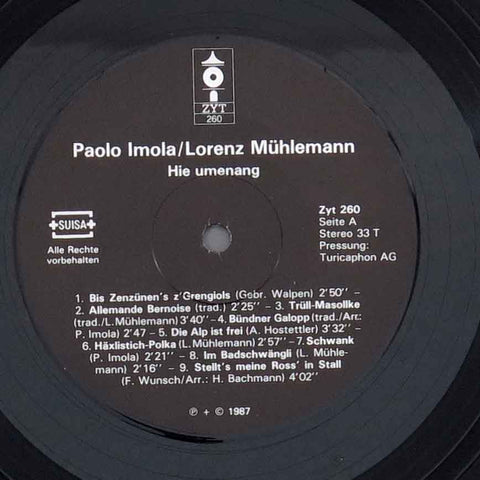 ZYT
260
Paolo Imola/Lorenz Mühlemann
Hie umenang
SUISA
Alle Rechte
vorbehalten
Zyt 260
Seite A
Stereo 33 T
Pressung:
Turicaphon AG
1. Bis Zenzünen's z'Grengiols (Gebr. Walpen) 2'50'' –
2. Allemande Bernoise (trad.) 2'25'' – 3. Trüll-Masollke
(trad./L.Mühlemann) 3'40'' – 4. Bündner Galopp (trad./Arr:
P. Imola) 2'47 – 5. Die Alp ist frei (A. Hostettler) 3'32'' –
6. Häxlistich-Polka (L.Mühlemann) 2'57'' – 7. Schwank
(P. Imola) 2'21'' – 8. Im Badschwängli (L. Mühle-
mann) 2'16'' – 9. Stellt's meine Ross' in Stall
(F. Wunsch/Arr.: H. Bachmann) 4'02''
℗ + © 1987